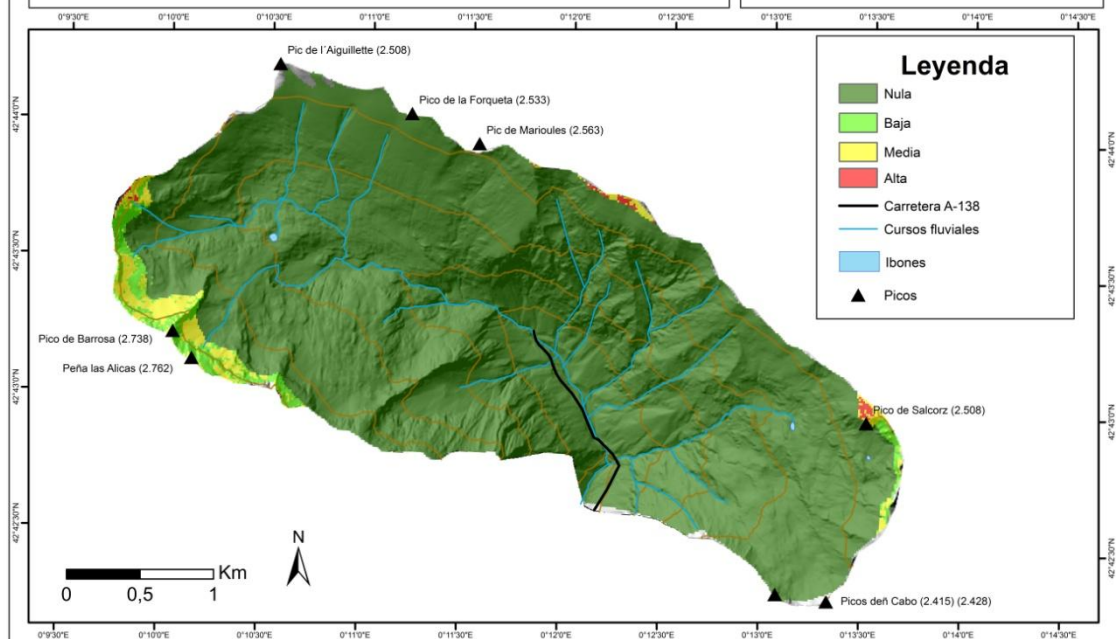 0°9'30"E 0°10'0"E 0°10'30"E 0°11'0"E 0°11'30"E 0°12'0"E 0°12'30"E 0°13'0"E 0°13'30"E 0°14'0"E 0°14'30"E
Pic de l´Aiguillette (2.508)
Leyenda
Nula
Baja
Media
Alta
Carretera A-138
Cursos fluviales
Ibones
Picos
Pico de la Forqueta (2.533)
Pic de Marioules (2.563)
42°44'0"N
42°44'0"N
42°43'30"N
42°43'30"N
Pico de Barrosa (2.738)
Peña las Alicas (2.762)
42°43'0"N
42°43'0"N
Pico de Salcorz (2.508)
42°42'30"N
42°42'30"N
N
Km
0 0,5 1
Picos deñ Cabo (2.415) (2.428)
0°9'30"E 0°10'0"E 0°10'30"E 0°11'0"E 0°11'30"E 0°12'0"E 0°12'30"E 0°13'0"E 0°13'30"E 0°14'0"E